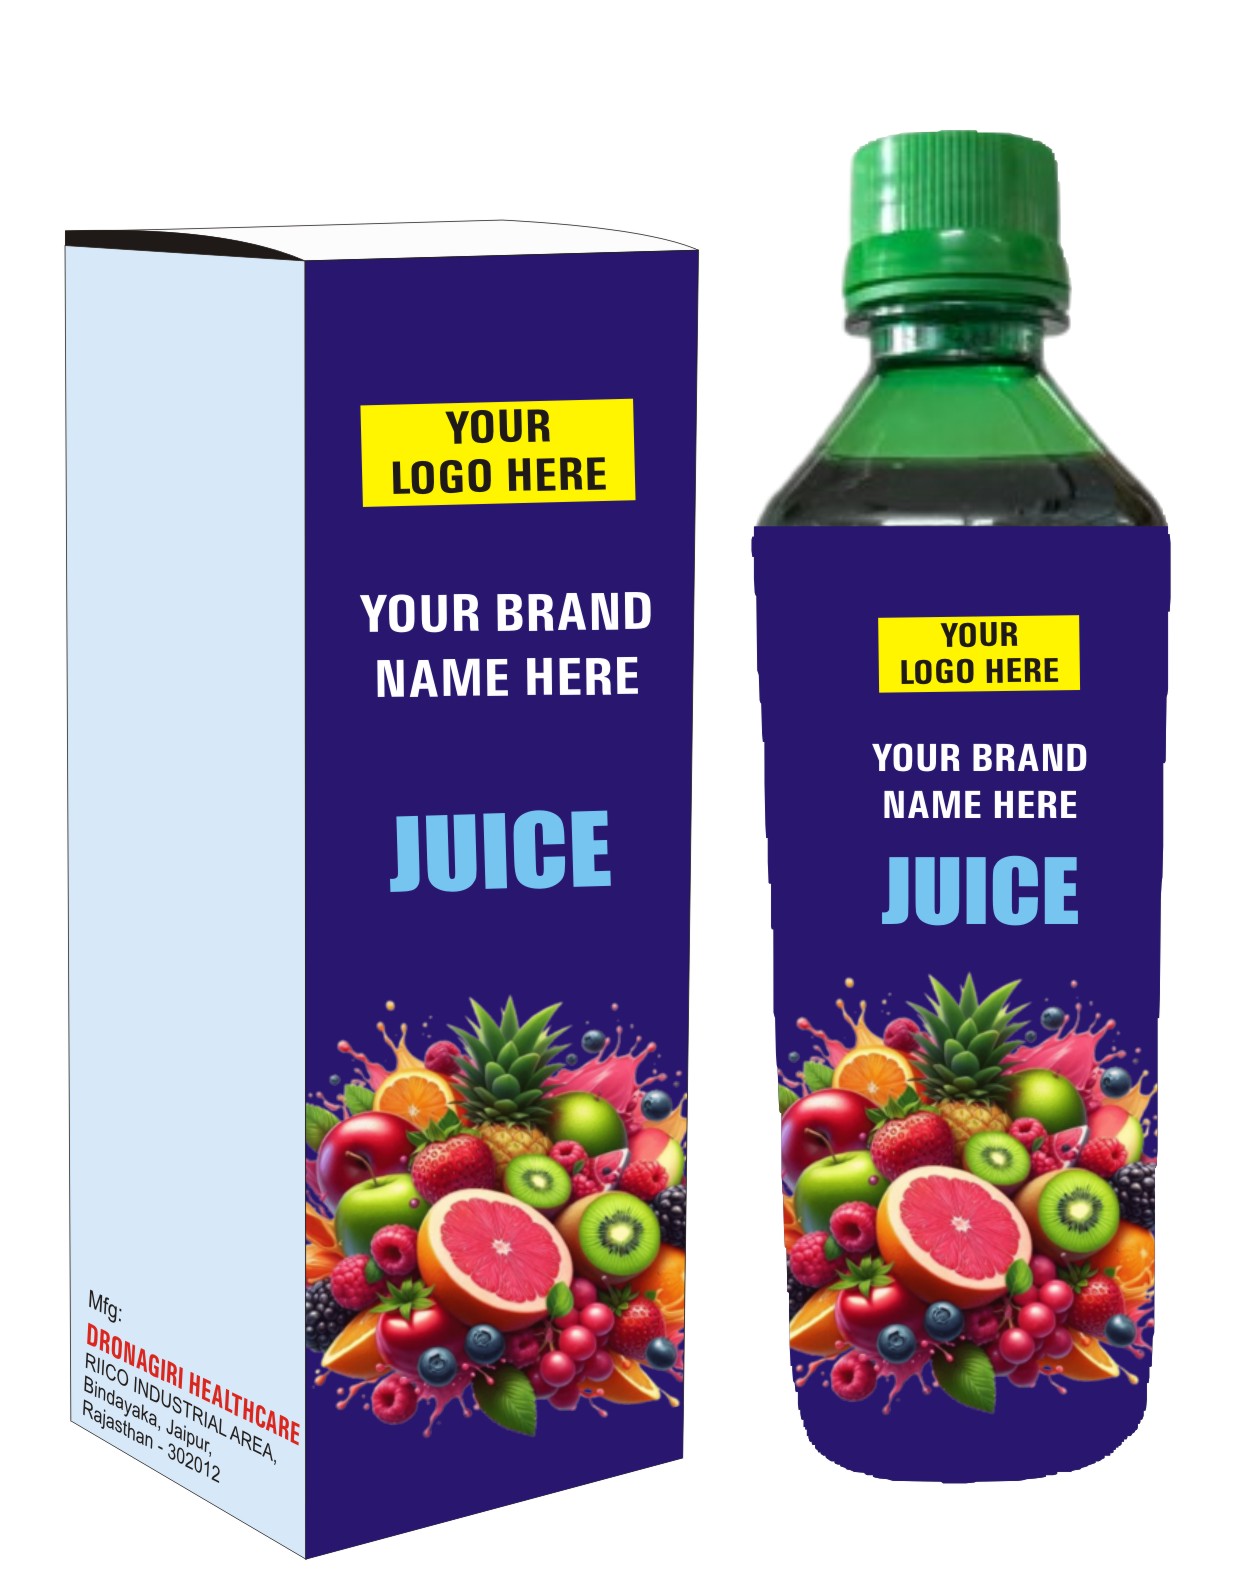 YOUR
LOGO HERE
YOUR BRAND
NAME HERE
JUICE
Mfg:
DRONAGIRI HEALTHCARE
RIICO INDUSTRIAL AREA,
Bindayaka, Jaipur,
Rajasthan - 302012
YOUR
LOGO HERE
YOUR BRAND
NAME HERE
JUICE